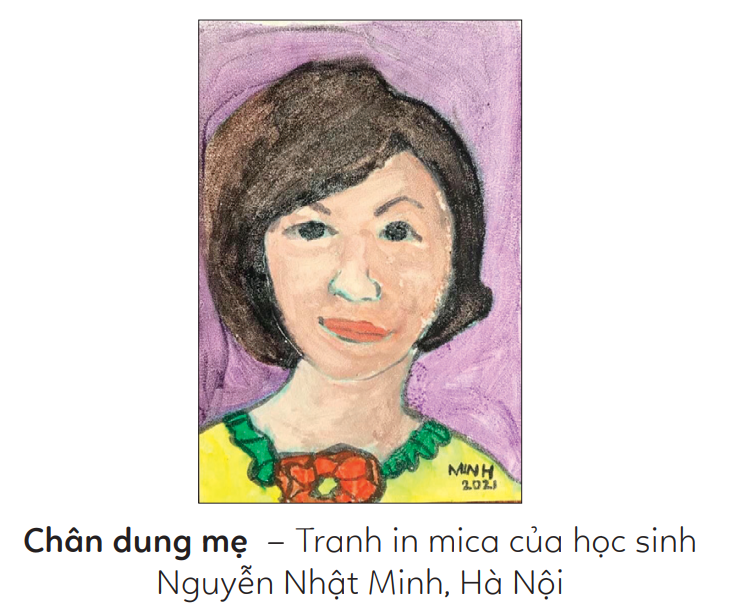 MINH
2021
Chân dung mẹ – Tranh in mica của học sinh
Nguyễn Nhật Minh, Hà Nội